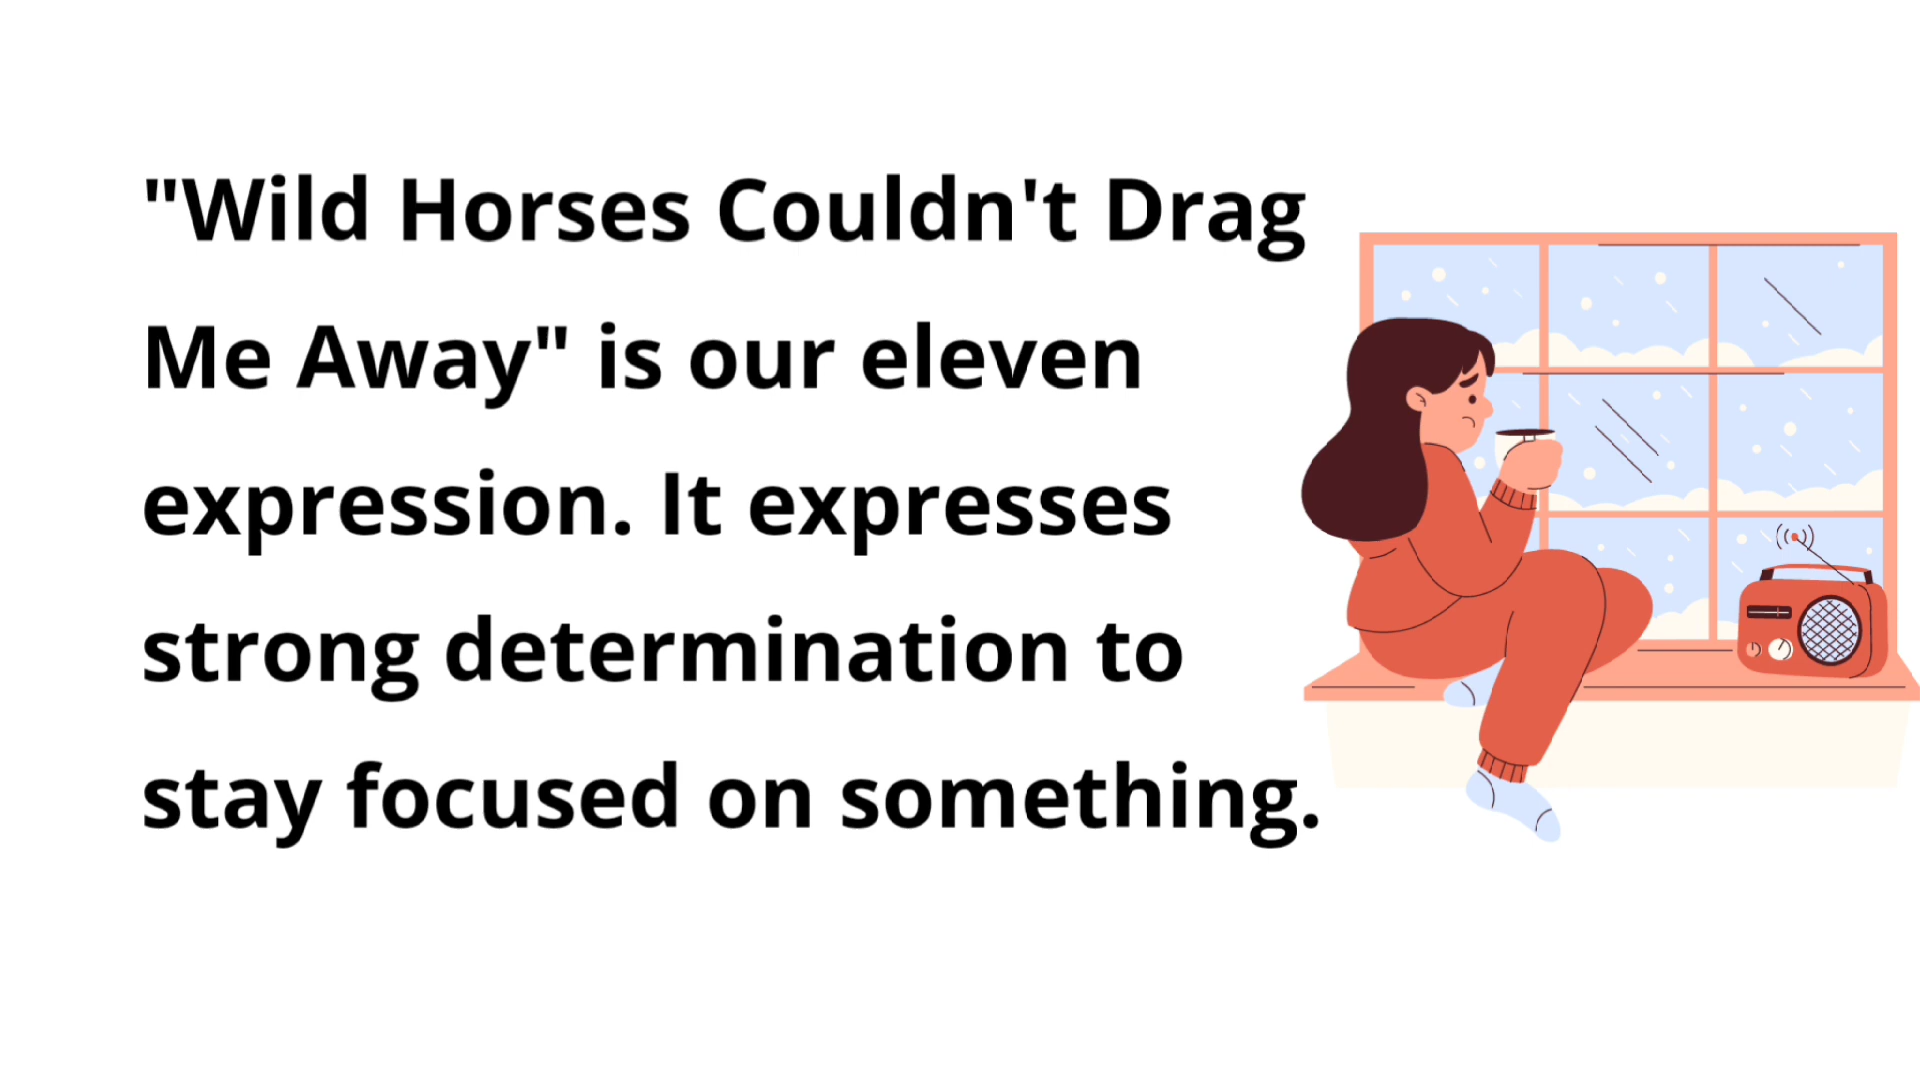 "Wild Horses Couldn't Drag
Me Away" is our eleven
expression. It expresses
strong determination to
stay focused on something.